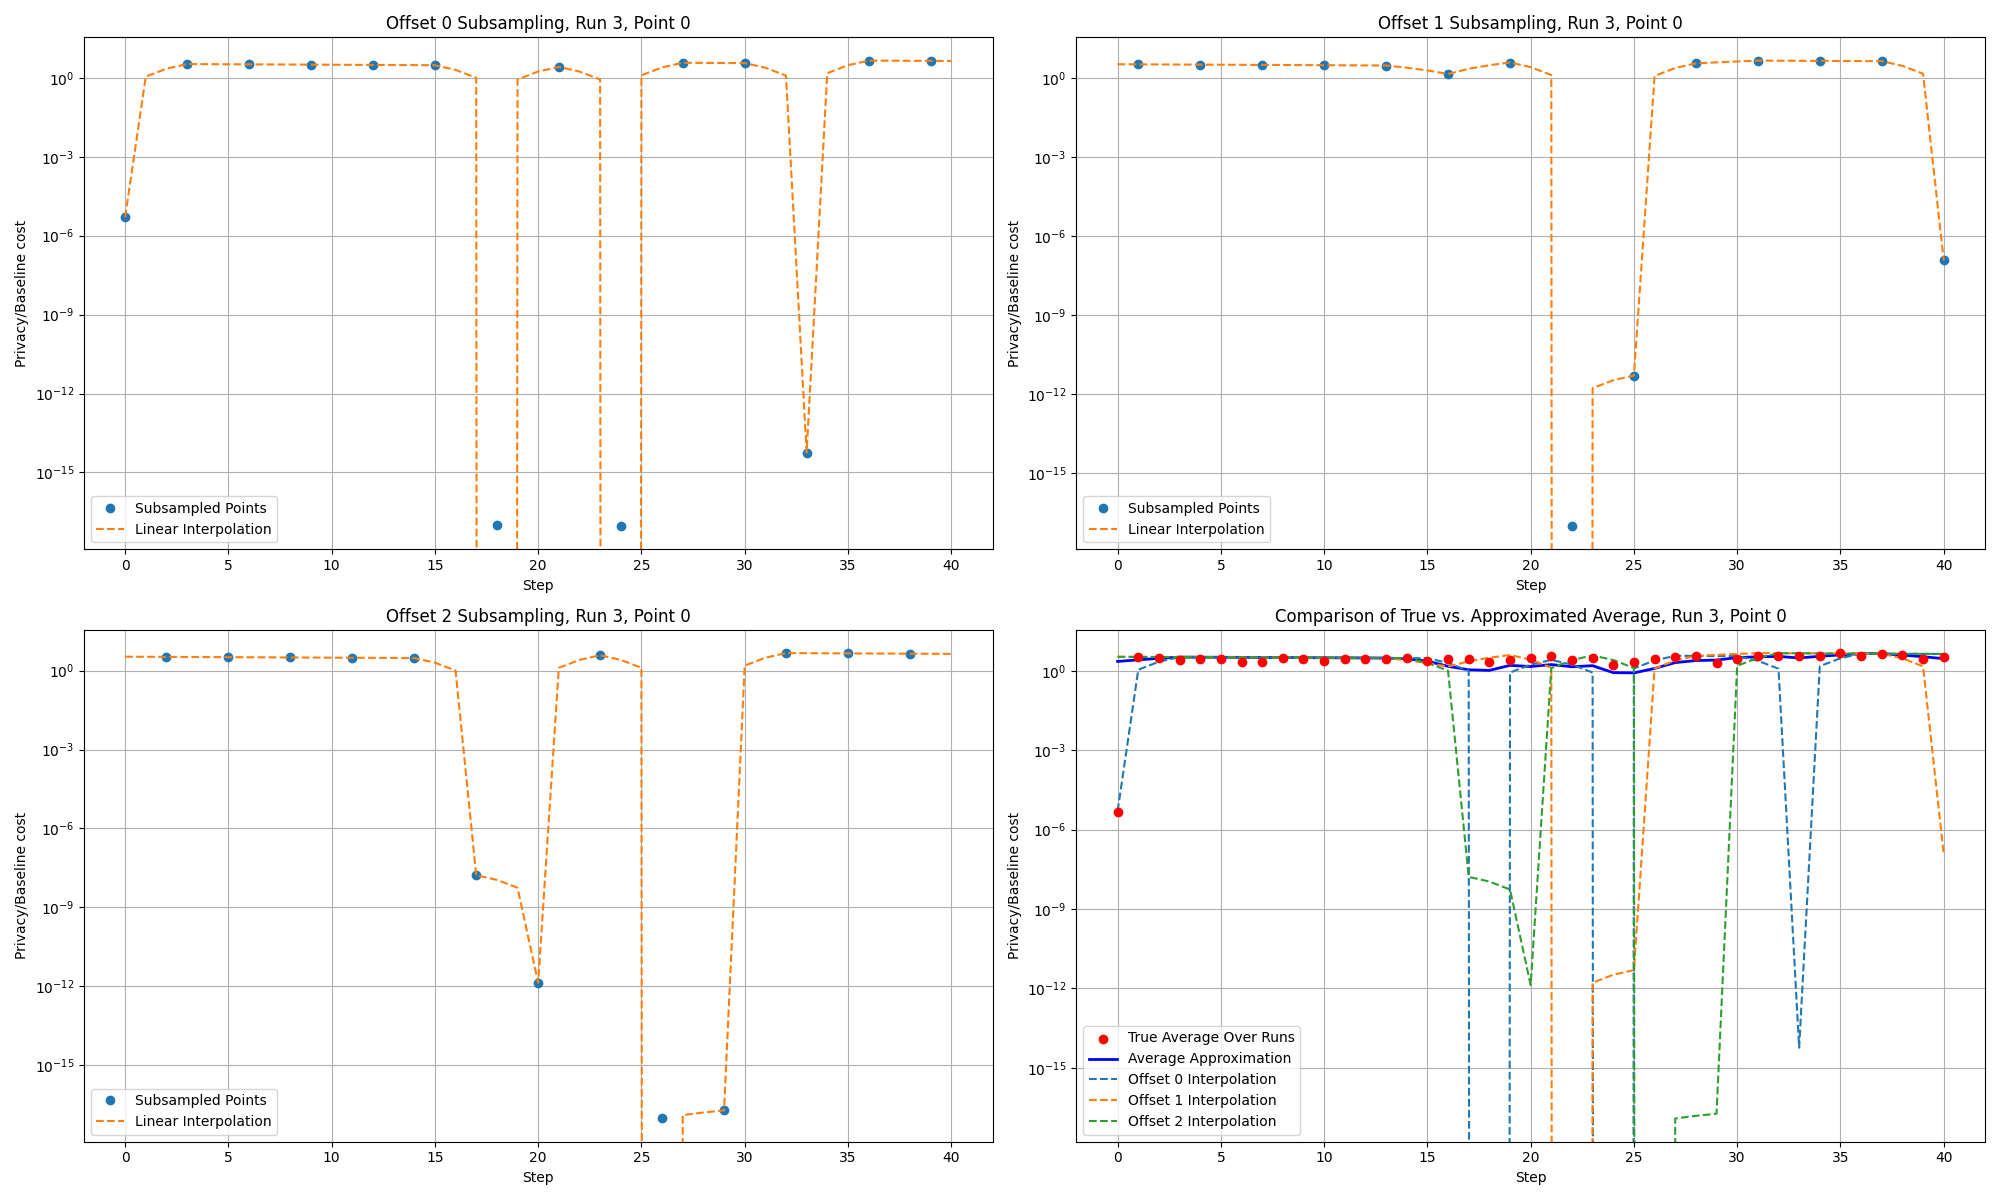 Offset 0 Subsampling, Run 3, Point 0
Privacy/Baseline cost
10^0
10^-3
10^-6
10^-9
10^-12
10^-15
Subsampled Points
Linear Interpolation
0 5 10 15 20 25 30 35 40
Step
Offset 1 Subsampling, Run 3, Point 0
Privacy/Baseline cost
10^0
10^-3
10^-6
10^-9
10^-12
10^-15
Subsampled Points
Linear Interpolation
0 5 10 15 20 25 30 35 40
Step
Offset 2 Subsampling, Run 3, Point 0
Privacy/Baseline cost
10^0
10^-3
10^-6
10^-9
10^-12
10^-15
Subsampled Points
Linear Interpolation
0 5 10 15 20 25 30 35 40
Step
Comparison of True vs. Approximated Average, Run 3, Point 0
Privacy/Baseline cost
10^0
10^-3
10^-6
10^-9
10^-12
10^-15
True Average Over Runs
Average Approximation
Offset 0 Interpolation
Offset 1 Interpolation
Offset 2 Interpolation
0 5 10 15 20 25 30 35 40
Step